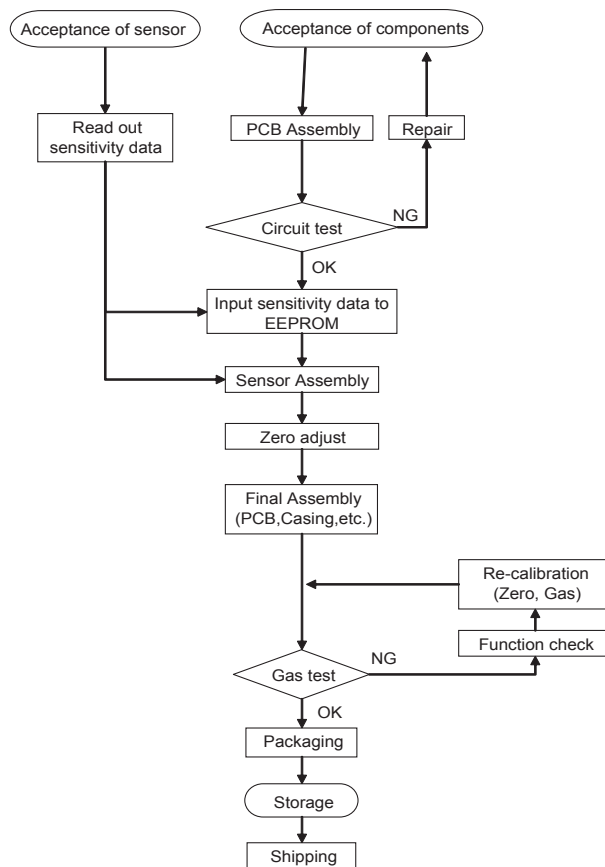 Acceptance of sensor
Acceptance of components
Read out
sensitivity data
PCB Assembly
Repair
Circuit test
NG
OK
Input sensitivity data to
EEPROM
Sensor Assembly
Zero adjust
Final Assembly
(PCB,Casing,etc.)
Re-calibration
(Zero, Gas)
Function check
Gas test
NG
OK
Packaging
Storage
Shipping